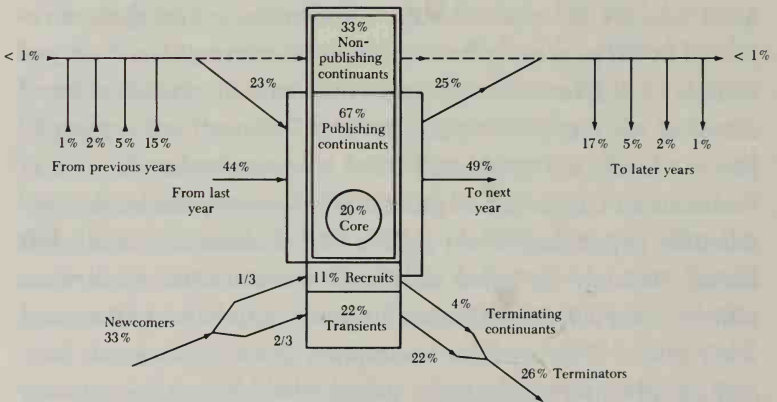 33%
Non-
publishing
continuants
< 1%
< 1%
23%
25%
67%
Publishing
continuants
1% 2% 5% 15%
From previous years
17% 5% 2% 1%
To later years
44%
From last
year
49%
To next
year
20%
Core
11% Recruits
1/3
Newcomers
33%
2/3
22%
Transients
4%
Terminating
continuants
22%
26% Terminators